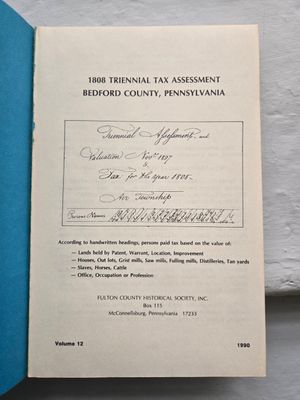 1808 TRIENNIAL TAX ASSESSMENT
BEDFORD COUNTY, PENNSYLVANIA
Triennial Assessment and
Valuation Nov 1807
&
Tax for the year 1808
Air Township
Persons Names
According to handwritten headings, persons paid tax based on the value of:
— Lands held by Patent, Warrant, Location, Improvement
— Houses, Out lots, Grist mills, Saw mills, Fulling mills, Distilleries, Tan yards
— Slaves, Horses, Cattle
— Office, Occupation or Profession
FULTON COUNTY HISTORICAL SOCIETY, INC.
Box 115
McConnellsburg, Pennsylvania 17233
Volume 12 1990